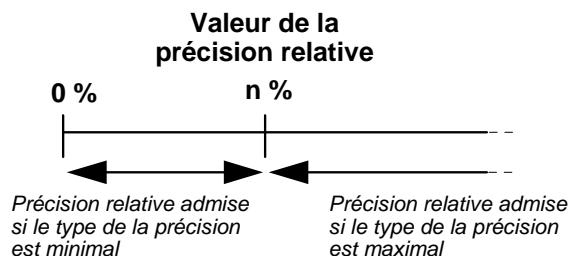 Valeur de la
précision relative
0 %
n %
Précision relative admise
si le type de la précision
est minimal
Précision relative admise
si le type de la précision
est maximal